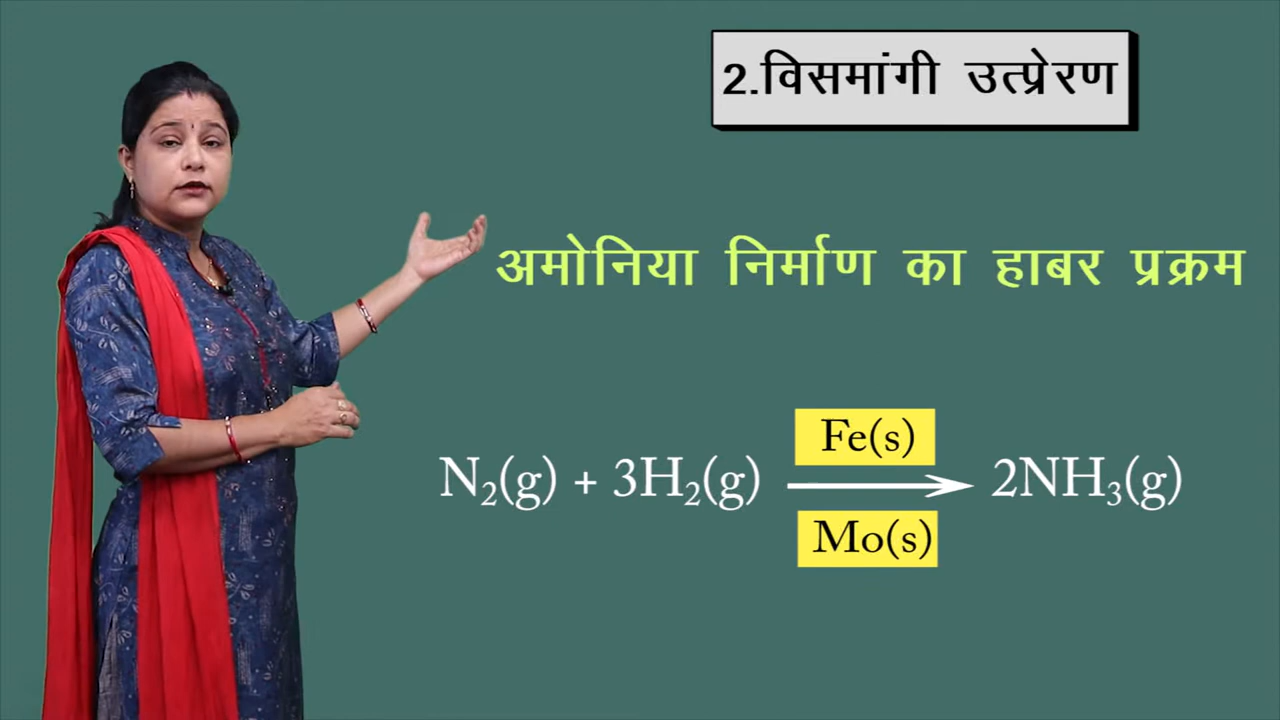 2.विसमांगी उत्प्रेरण
अमोनिया निर्माण का हाबर प्रक्रम
Fe(s)
N₂(g) + 3H₂(g) ⟶ 2NH₃(g)
Mo(s)